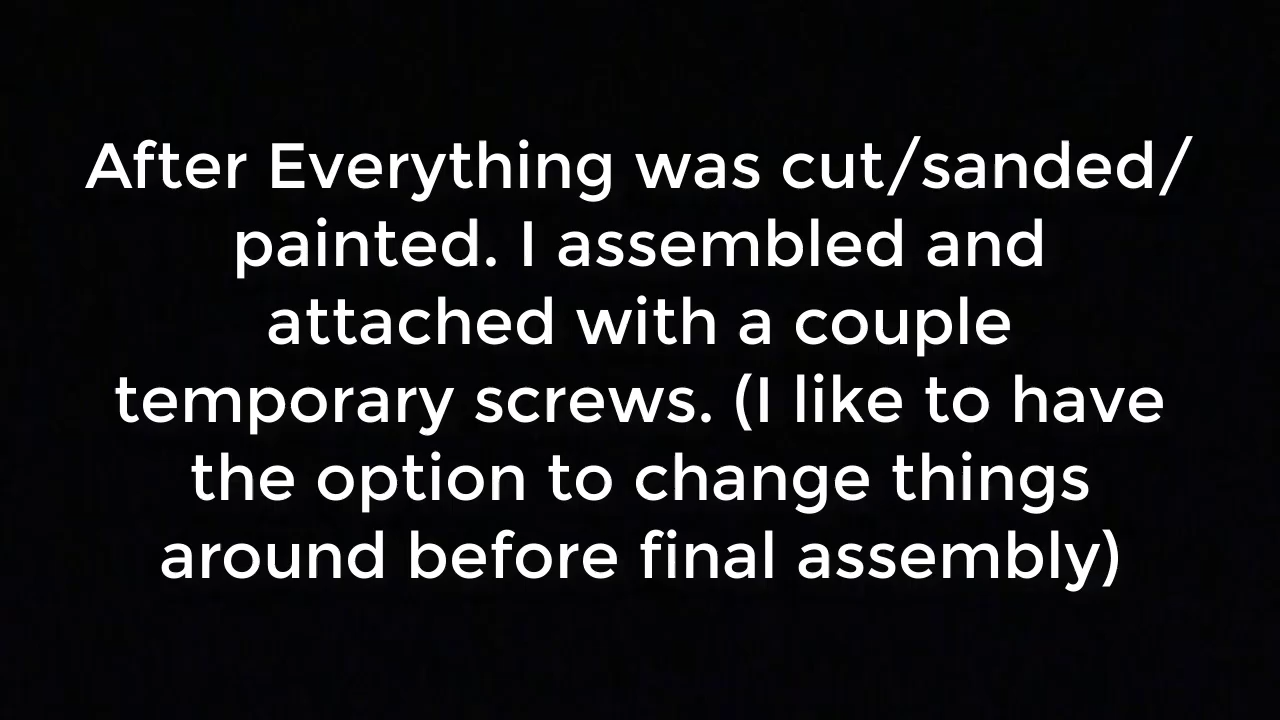 After Everything was cut/sanded/
painted. I assembled and
attached with a couple
temporary screws. (I like to have
the option to change things
around before final assembly)